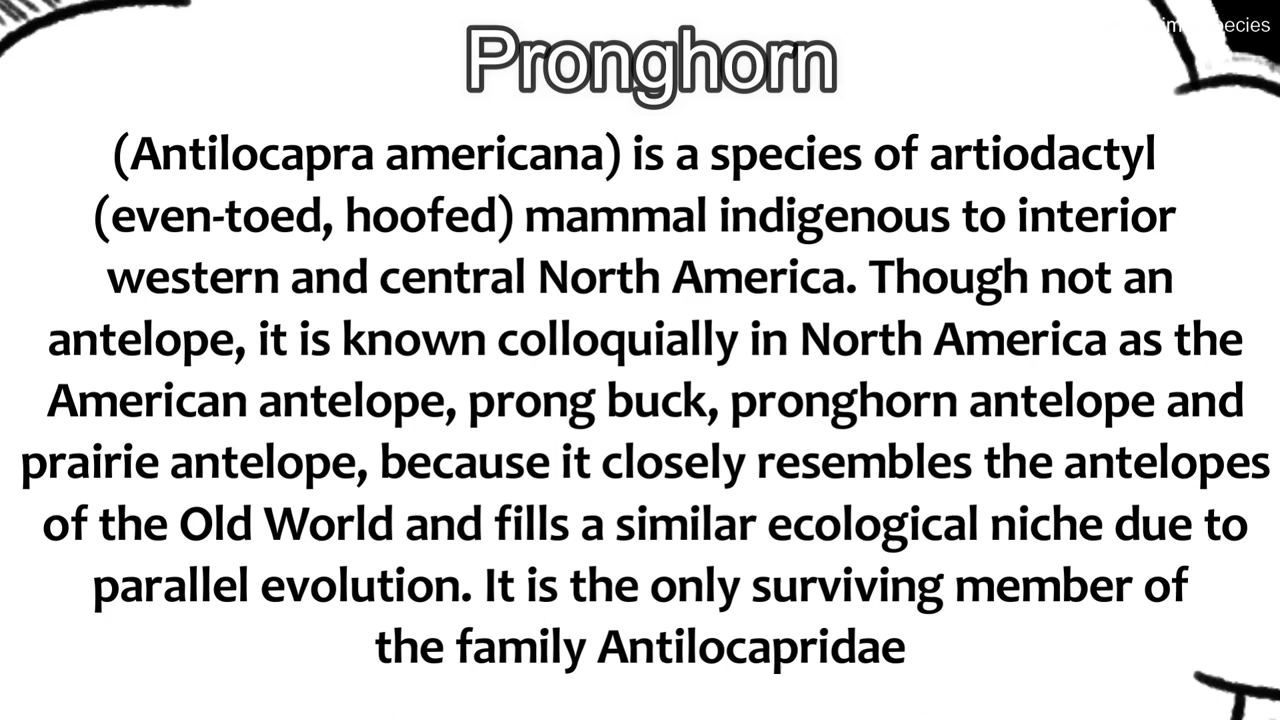 Pronghorn
(Antilocapra americana) is a species of artiodactyl
(even-toed, hoofed) mammal indigenous to interior
western and central North America. Though not an
antelope, it is known colloquially in North America as the
American antelope, prong buck, pronghorn antelope and
prairie antelope, because it closely resembles the antelopes
of the Old World and fills a similar ecological niche due to
parallel evolution. It is the only surviving member of
the family Antilocapridae